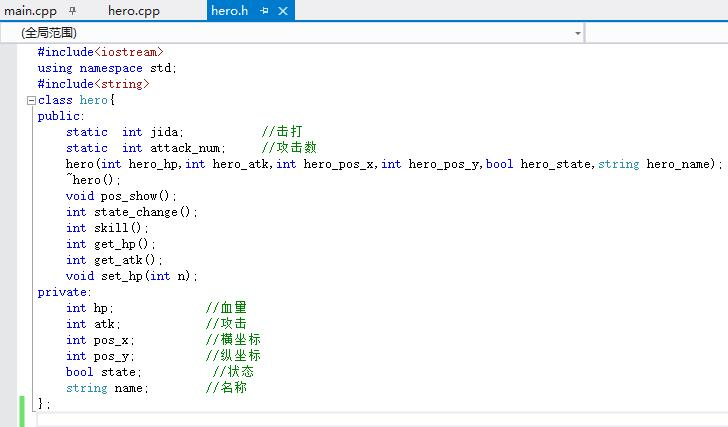 main.cpp hero.cpp hero.h
(全局范围)
#include<iostream>
using namespace std;
#include<string>
class hero{
public:
    static  int jida;            //击打
    static  int attack_num;     //攻击数
    hero(int hero_hp,int hero_atk,int hero_pos_x,int hero_pos_y,bool hero_state,string hero_name);
    ~hero();
    void pos_show();
    int state_change();
    int skill();
    int get_hp();
    int get_atk();
    void set_hp(int n);
private:
    int hp;             //血量
    int atk;            //攻击
    int pos_x;          //横坐标
    int pos_y;          //纵坐标
    bool state;          //状态
    string name;        //名称
};